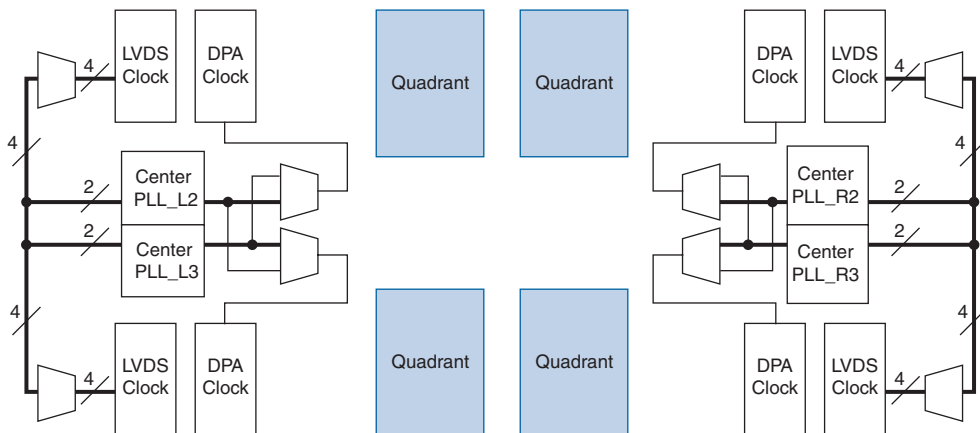 4
LVDS
Clock
DPA
Clock
Quadrant
Quadrant
DPA
Clock
LVDS
Clock
4
4
4
2
Center
PLL_L2
Center
PLL_R2
2
2
Center
PLL_L3
Center
PLL_R3
2
4
4
4
LVDS
Clock
DPA
Clock
Quadrant
Quadrant
DPA
Clock
LVDS
Clock
4